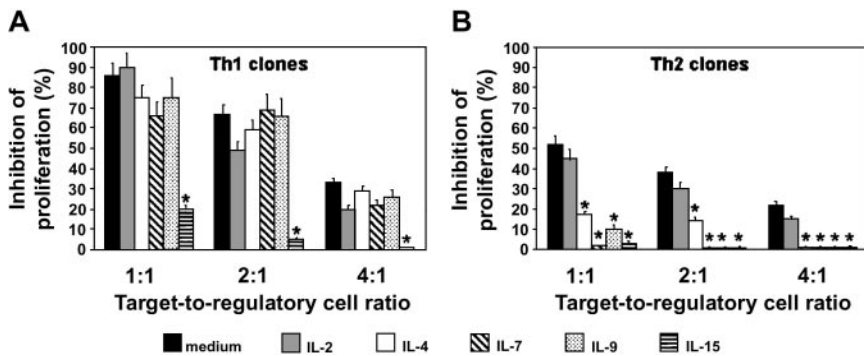 A
Inhibition of
proliferation (%)
100
90
80
70
60
50
40
30
20
10
0
Th1 clones
*
*
*
1:1 2:1 4:1
Target-to-regulatory cell ratio
B
Inhibition of
proliferation (%)
100
90
80
70
60
50
40
30
20
10
0
Th2 clones
* * * *
* * * *
* * * *
1:1 2:1 4:1
Target-to-regulatory cell ratio
medium IL-2 IL-4 IL-7 IL-9 IL-15